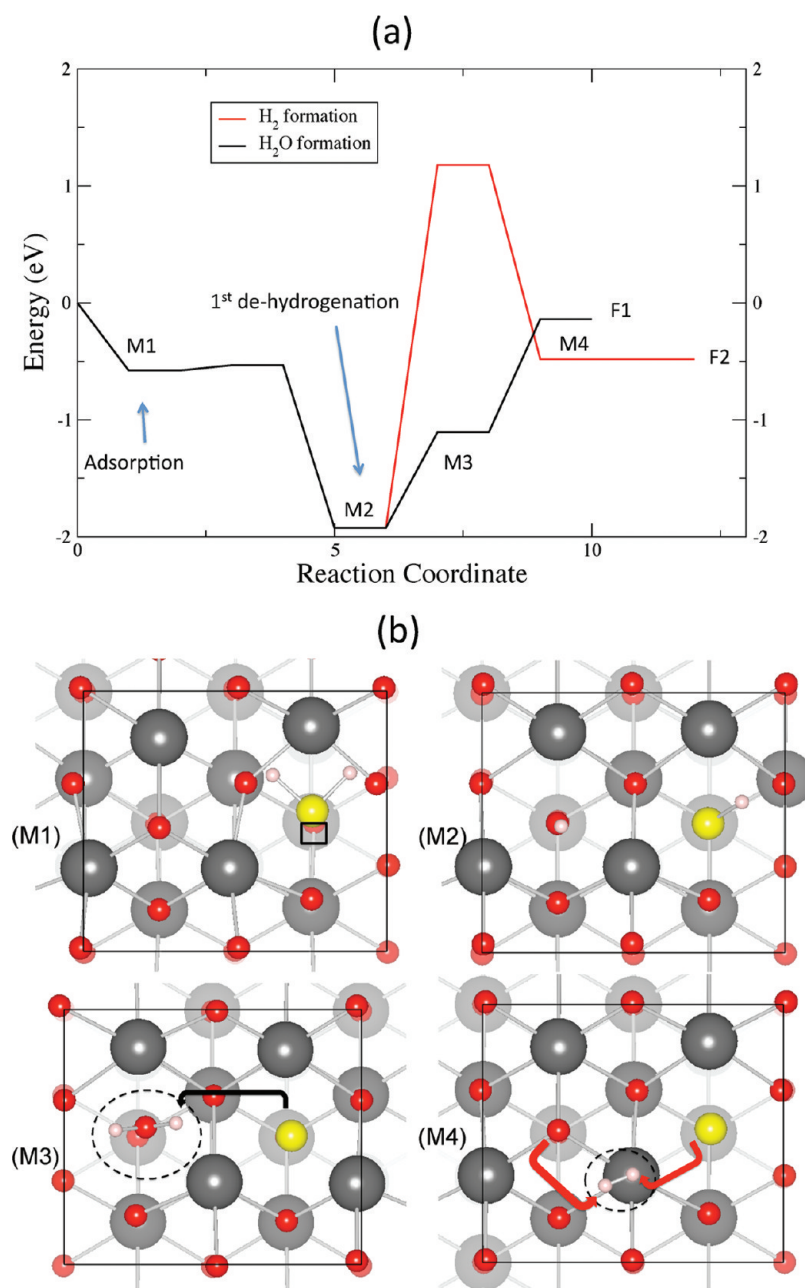 (a)
2
2
H₂ formation
H₂O formation
1
1
1ˢᵗ de-hydrogenation
0
0
F1
M1
M4
F2
Energy (eV)
-1
-1
Adsorption
M3
M2
-2
-2
0
5
10
Reaction Coordinate
(b)
(M1)
(M2)
(M3)
(M4)